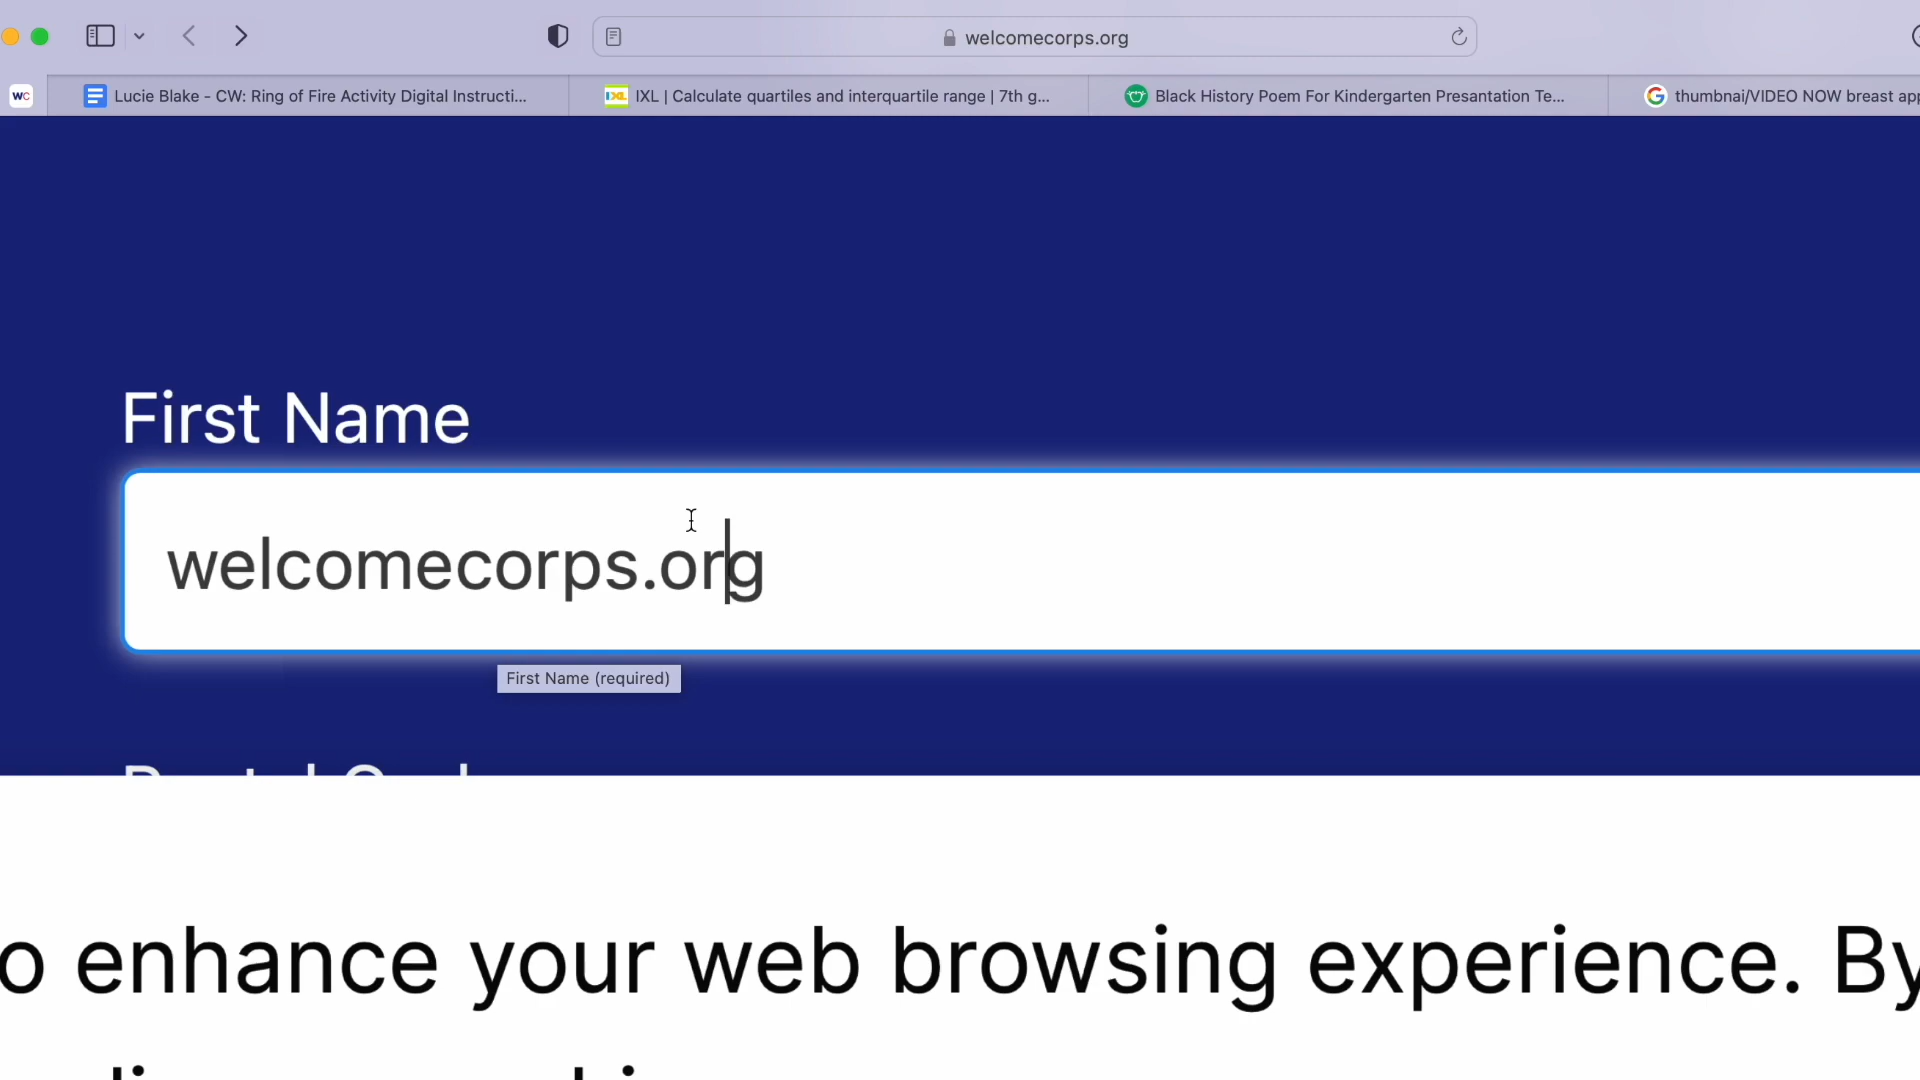 welcomecorps.org
WC
Lucie Blake - CW: Ring of Fire Activity Digital Instructi...
IXL | Calculate quartiles and interquartile range | 7th g...
Black History Poem For Kindergarten Presantation Te...
thumbnai/VIDEO NOW breast app
First Name
welcomecorps.org
First Name (required)
o enhance your web browsing experience. By